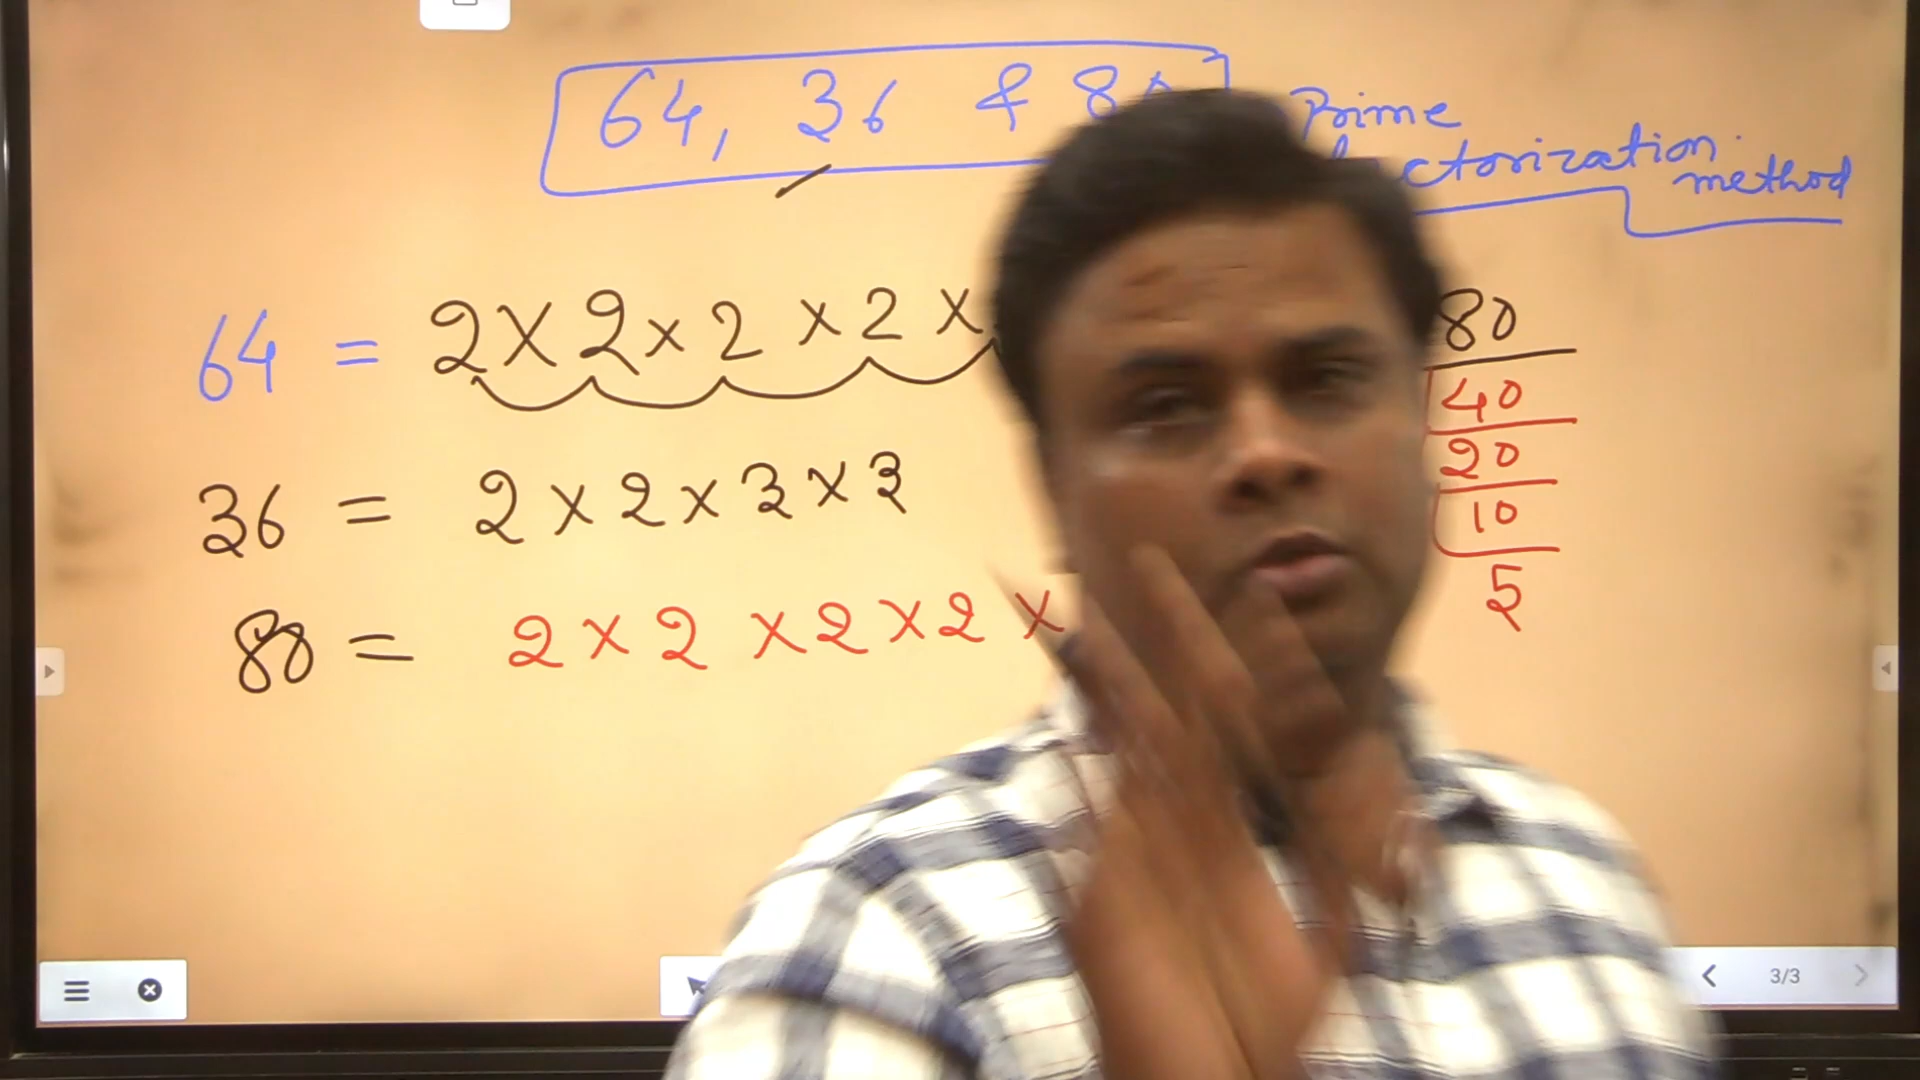 64, 36 & 80
Prime
ctorization
method
64 = 2 × 2 × 2 × 2 ×
36 = 2 × 2 × 3 × 3
80 = 2 × 2 × 2 × 2 ×
80
40
20
10
5
3/3